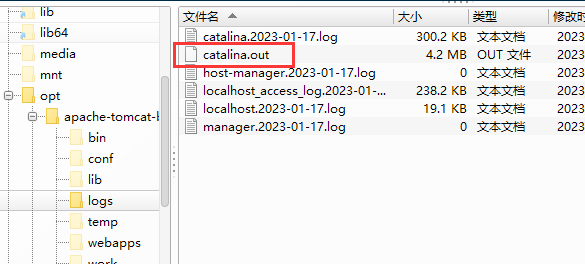 lib
lib64
media
mnt
opt
apache-tomcat-
bin
conf
lib
logs
temp
webapps
文件名 大小 类型 修改时
catalina.2023-01-17.log 300.2 KB 文本文档 2023
catalina.out 4.2 MB OUT 文件 2023
host-manager.2023-01-17.log 0 文本文档 2023
localhost_access_log.2023-01-... 238.2 KB 文本文档 2023
localhost.2023-01-17.log 19.1 KB 文本文档 2023
manager.2023-01-17.log 0 文本文档 2023